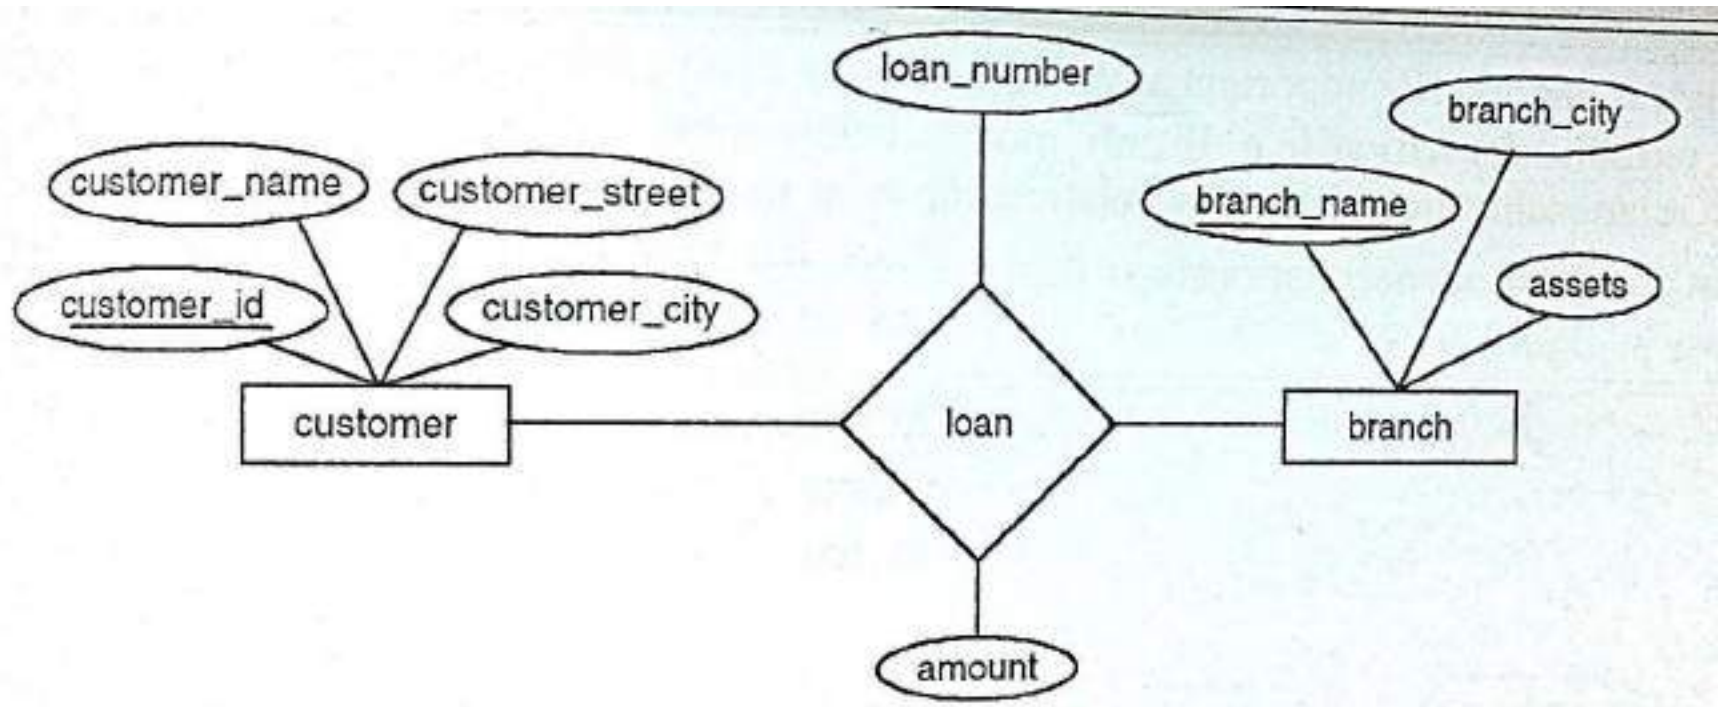 loan_number
branch_city
customer_name
customer_street
branch_name
customer_id
customer_city
assets
customer
loan
branch
amount